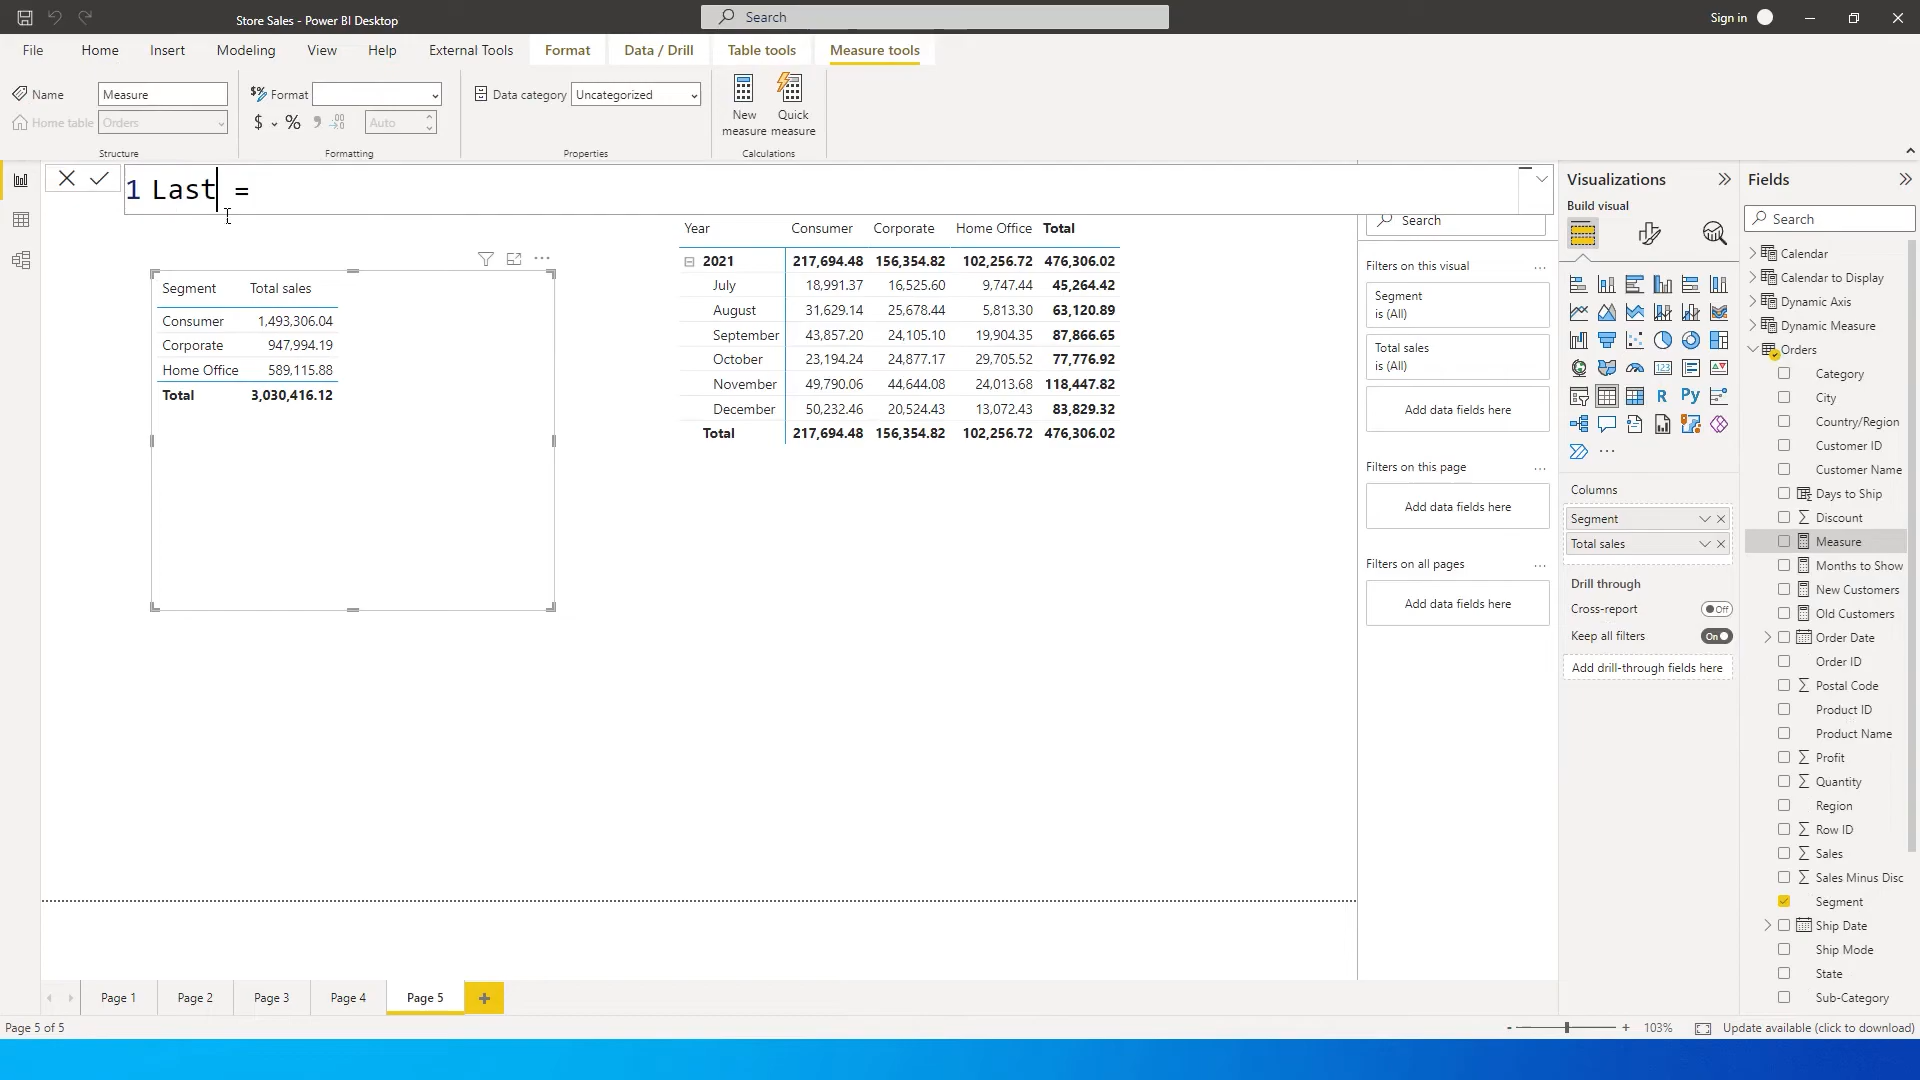 Store Sales - Power BI Desktop
Search
Sign in
File Home Insert Modeling View Help External Tools Format Data / Drill Table tools Measure tools
Name Measure
Home table Orders
Structure
Format
$ % Auto
Formatting
Data category Uncategorized
Properties
New measure
Quick measure
Calculations
1 Last =
Segment Total sales
Consumer 1,493,306.04
Corporate 947,994.19
Home Office 589,115.88
Total 3,030,416.12
Year Consumer Corporate Home Office Total
2021 217,694.48 156,354.82 102,256.72 476,306.02
July 18,991.37 16,525.60 9,747.44 45,264.42
August 31,629.14 25,678.44 5,813.30 63,120.89
September 43,857.20 24,105.10 19,904.35 87,866.65
October 23,194.24 24,877.17 29,705.52 77,776.92
November 49,790.06 44,644.08 24,013.68 118,447.82
December 50,232.46 20,524.43 13,072.43 83,829.32
Total 217,694.48 156,354.82 102,256.72 476,306.02
Search
Filters on this visual
Segment
is (All)
Total sales
is (All)
Add data fields here
Filters on this page
Add data fields here
Filters on all pages
Add data fields here
Visualizations
Build visual
123
R Py
Columns
Segment
Total sales
Drill through
Cross-report Off
Keep all filters On
Add drill-through fields here
Fields
Search
Calendar
Calendar to Display
Dynamic Axis
Dynamic Measure
Orders
Category
City
Country/Region
Customer ID
Customer Name
Days to Ship
Discount
Measure
Months to Show
New Customers
Old Customers
Order Date
Order ID
Postal Code
Product ID
Product Name
Profit
Quantity
Region
Row ID
Sales
Sales Minus Disc
Segment
Ship Date
Ship Mode
State
Sub-Category
Page 1 Page 2 Page 3 Page 4 Page 5 +
Page 5 of 5
- + 103% Update available (click to download)